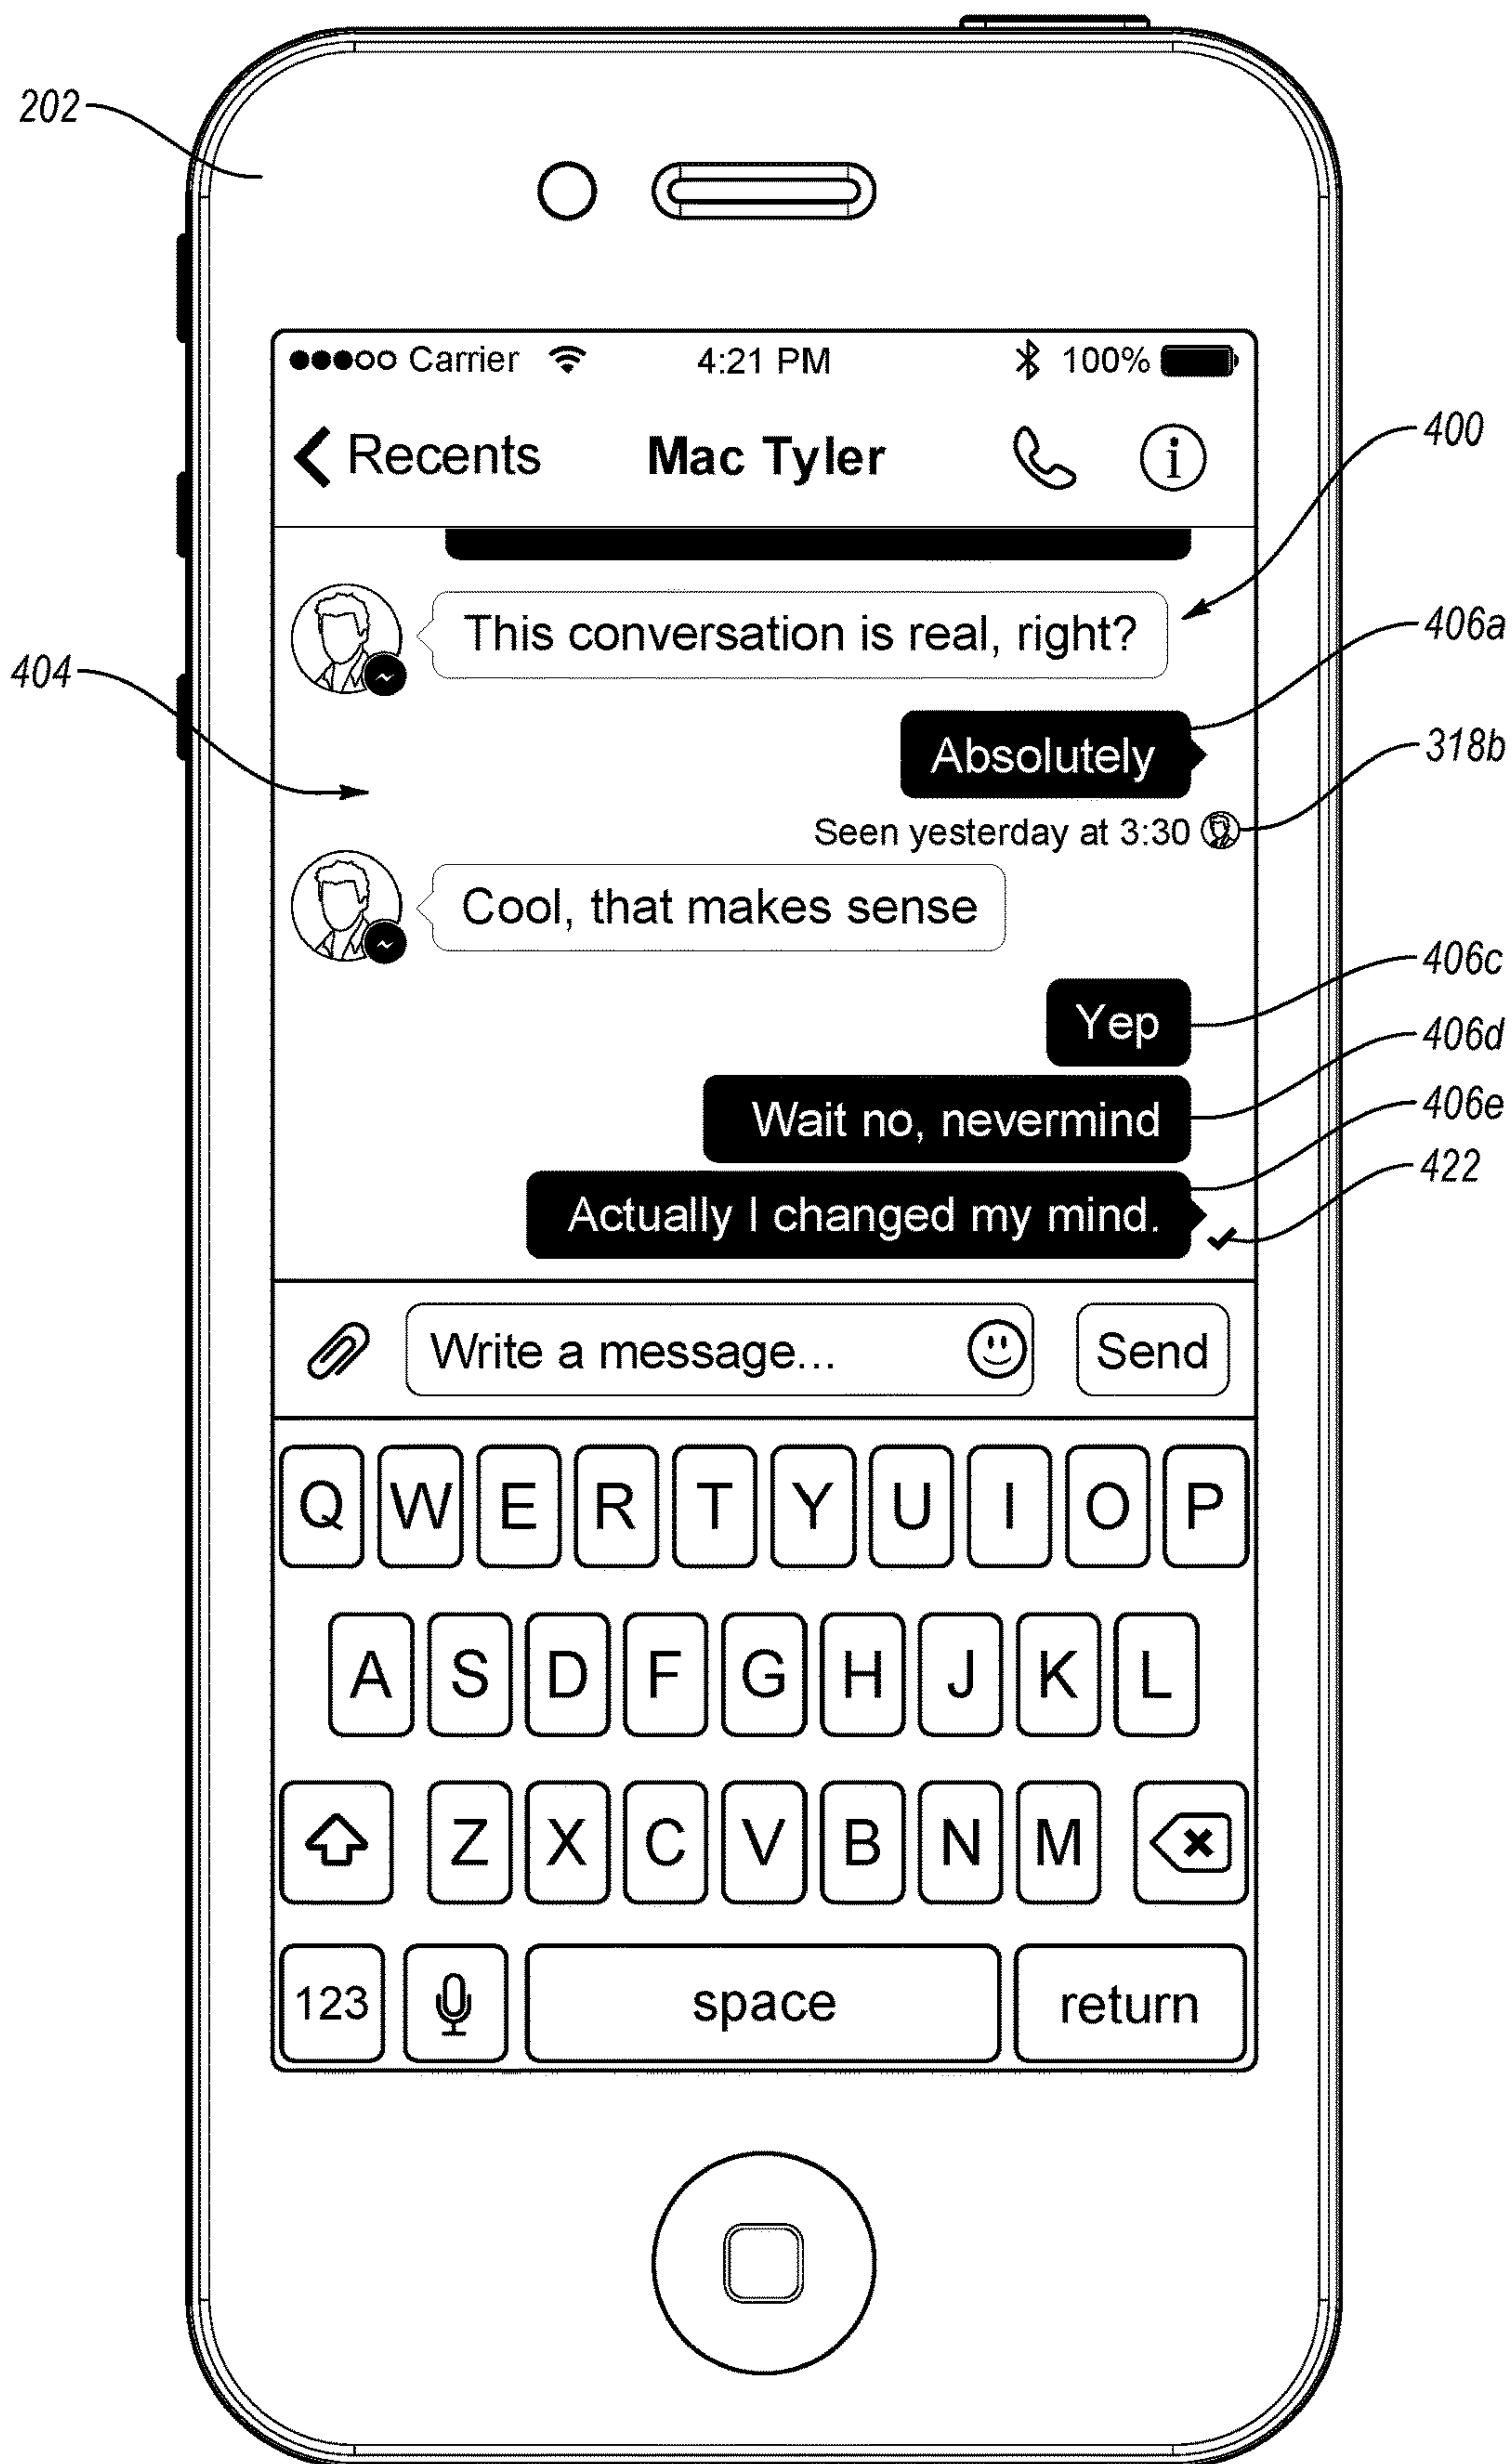 202
Carrier 4:21 PM 100%
Recents Mac Tyler i
400
This conversation is real, right?
406a
404
Absolutely
318b
Seen yesterday at 3:30
Cool, that makes sense
406c
Yep
406d
Wait no, nevermind
406e
422
Actually I changed my mind.
Write a message... Send
Q W E R T Y U I O P
A S D F G H J K L
Z X C V B N M
123 space return